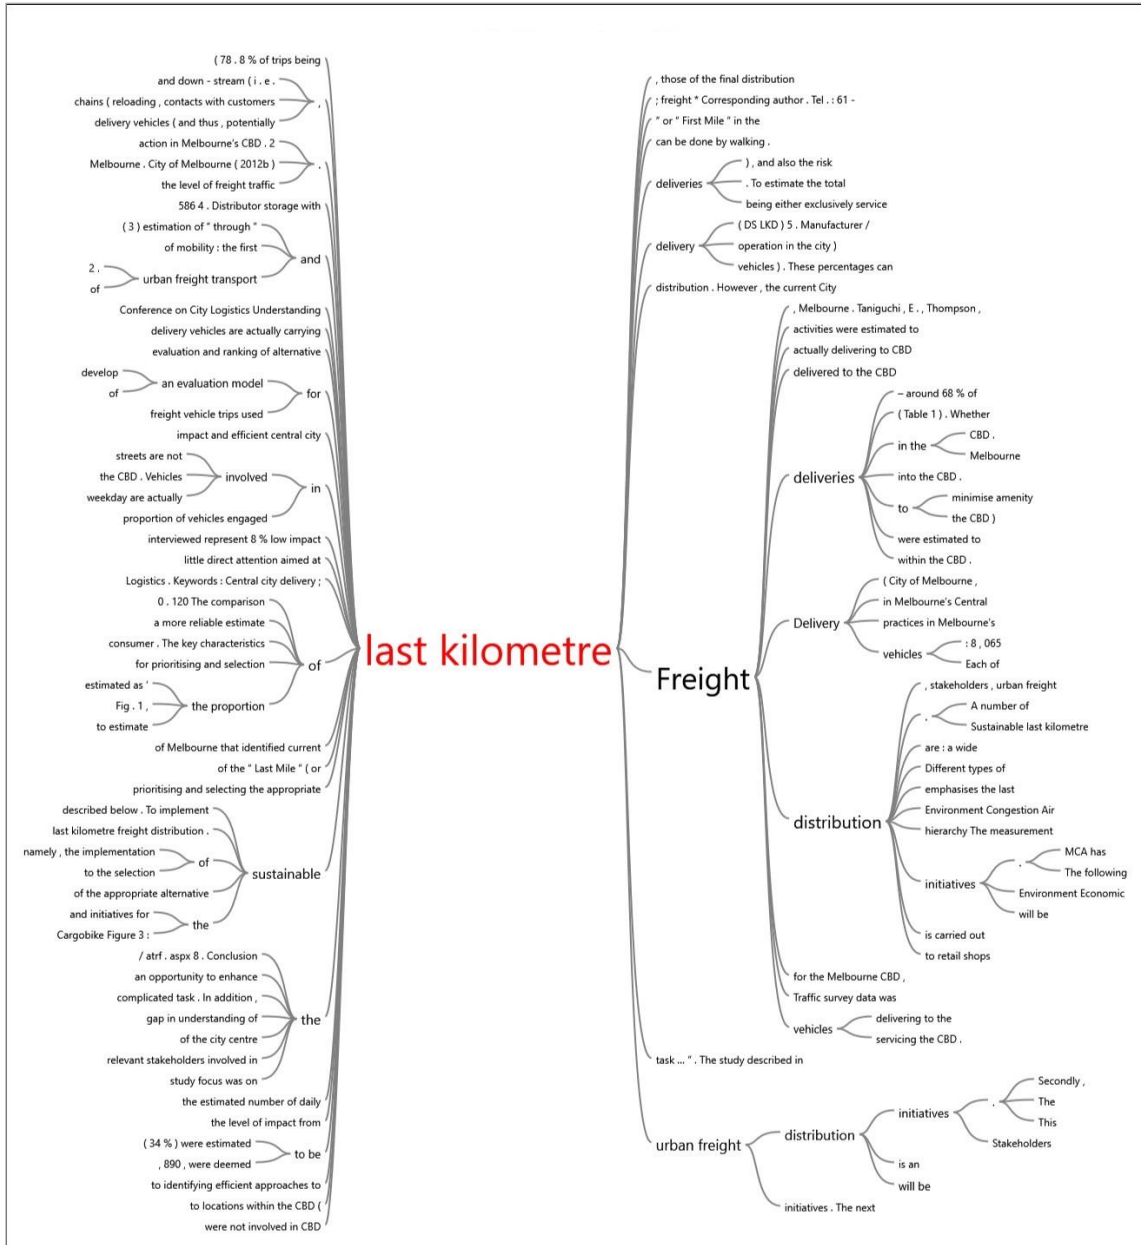 ( 78 . 8 % of trips being
and down - stream ( i . e .
chains ( reloading , contacts with customers
delivery vehicles ( and thus , potentially
,
action in Melbourne's CBD . 2
Melbourne . City of Melbourne ( 2012b )
the level of freight traffic
.
586 4 . Distributor storage with
( 3 ) estimation of " through "
of mobility : the first
2 .
of
urban freight transport
and
Conference on City Logistics Understanding
delivery vehicles are actually carrying
evaluation and ranking of alternative
develop
of
an evaluation model
freight vehicle trips used
for
impact and efficient central city
streets are not
the CBD . Vehicles
weekday are actually
involved
proportion of vehicles engaged
in
interviewed represent 8 % low impact
little direct attention aimed at
Logistics . Keywords : Central city delivery ;
0 . 120 The comparison
a more reliable estimate
consumer . The key characteristics
for prioritising and selection
estimated as '
Fig . 1 ,
to estimate
the proportion
of
of Melbourne that identified current
of the " Last Mile " ( or
prioritising and selecting the appropriate
described below . To implement
last kilometre freight distribution .
namely , the implementation
to the selection
of
of the appropriate alternative
and initiatives for
Cargobike Figure 3 :
the
sustainable
/ atrf . aspx 8 . Conclusion
an opportunity to enhance
complicated task . In addition ,
gap in understanding of
of the city centre
relevant stakeholders involved in
study focus was on
the
the estimated number of daily
the level of impact from
( 34 % ) were estimated
, 890 , were deemed
to be
to identifying efficient approaches to
to locations within the CBD (
were not involved in CBD
last kilometre
, those of the final distribution
; freight * Corresponding author . Tel . : 61 -
" or " First Mile " in the
can be done by walking .
deliveries
) , and also the risk
. To estimate the total
being either exclusively service
delivery
( DS LKD ) 5 . Manufacturer /
operation in the city )
vehicles ) . These percentages can
distribution . However , the current City
Freight
, Melbourne . Taniguchi , E . , Thompson ,
activities were estimated to
actually delivering to CBD
delivered to the CBD
deliveries
– around 68 % of
( Table 1 ) . Whether
in the
CBD .
Melbourne
into the CBD .
to
minimise amenity
the CBD )
were estimated to
within the CBD .
Delivery
( City of Melbourne ,
in Melbourne's Central
practices in Melbourne's
vehicles
: 8 , 065
Each of
distribution
, stakeholders , urban freight
.
A number of
Sustainable last kilometre
are : a wide
Different types of
emphasises the last
Environment Congestion Air
hierarchy The measurement
initiatives
.
MCA has
The following
Environment Economic
will be
is carried out
to retail shops
for the Melbourne CBD ,
Traffic survey data was
vehicles
delivering to the
servicing the CBD .
task ... " . The study described in
urban freight
distribution
initiatives
.
Secondly ,
The
This
Stakeholders
is an
will be
initiatives . The next